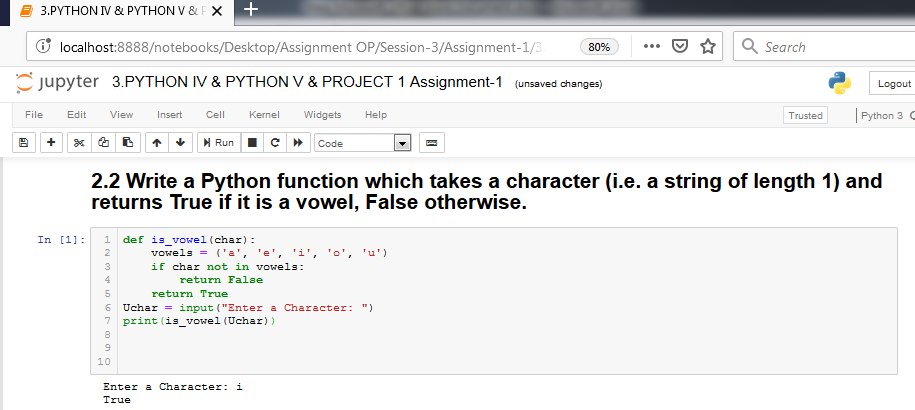 3.PYTHON IV & PYTHON V & P
localhost:8888/notebooks/Desktop/Assignment OP/Session-3/Assignment-1/3
80%
Search
jupyter 3.PYTHON IV & PYTHON V & PROJECT 1 Assignment-1 (unsaved changes)
Logout
File Edit View Insert Cell Kernel Widgets Help
Trusted
Python 3
Run
Code
2.2 Write a Python function which takes a character (i.e. a string of length 1) and
returns True if it is a vowel, False otherwise.
In [1]:
1 def is_vowel(char):
2     vowels = ('a', 'e', 'i', 'o', 'u')
3     if char not in vowels:
4         return False
5     return True
6 Uchar = input("Enter a Character: ")
7 print(is_vowel(Uchar))
8
9
10
Enter a Character: i
True